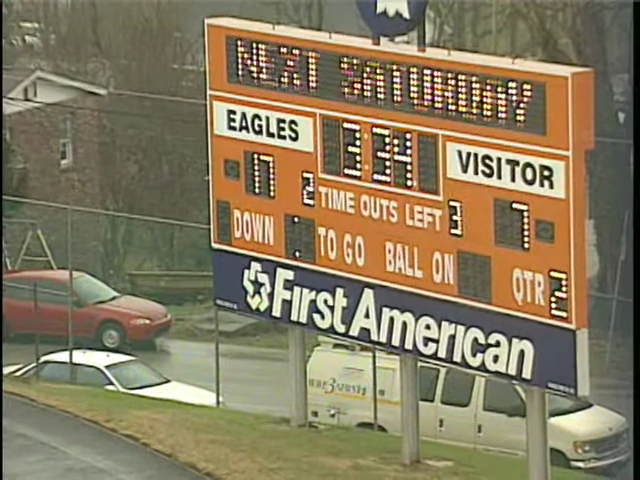 NEXT SATURDAY
EAGLES 3:34 VISITOR
17 2 TIME OUTS LEFT 3 7
DOWN : TO GO BALL ON QTR 2
First American